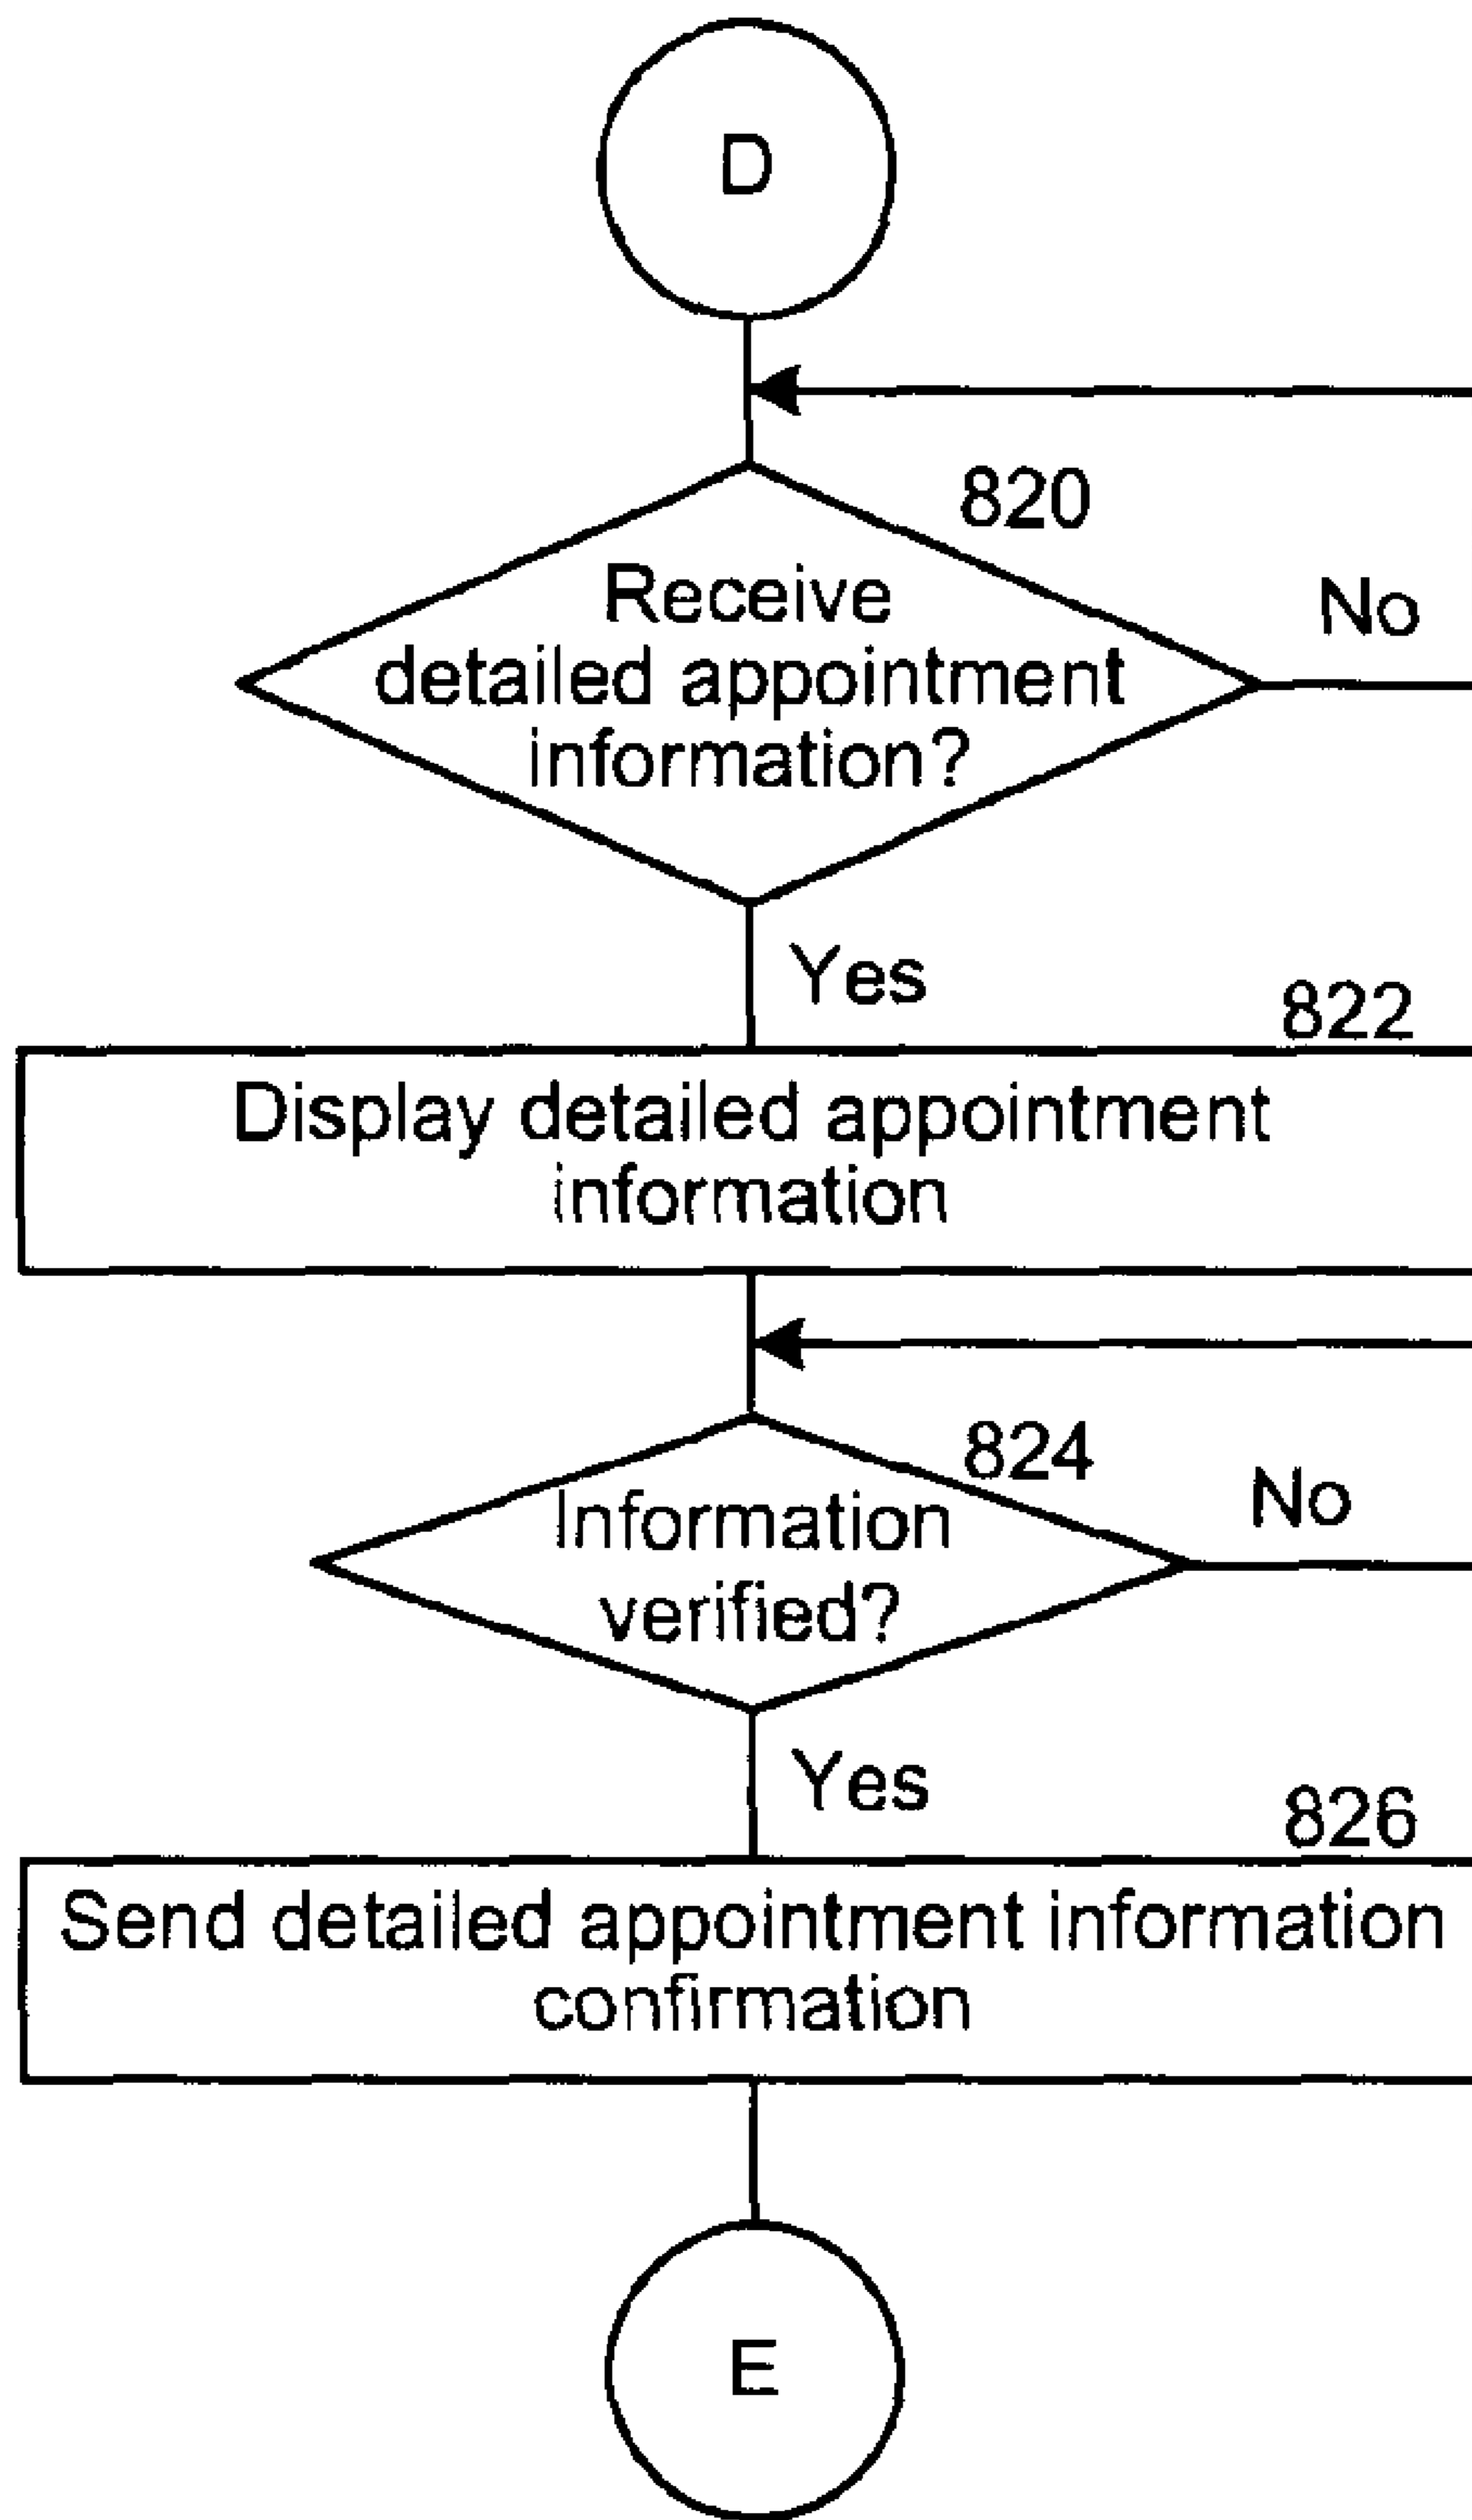 D
820
Receive
No
detailed appointment
information?
Yes
822
Display detailed appointment
information
824
No
Information
verified?
Yes
826
Send detailed appointment information
confirmation
E